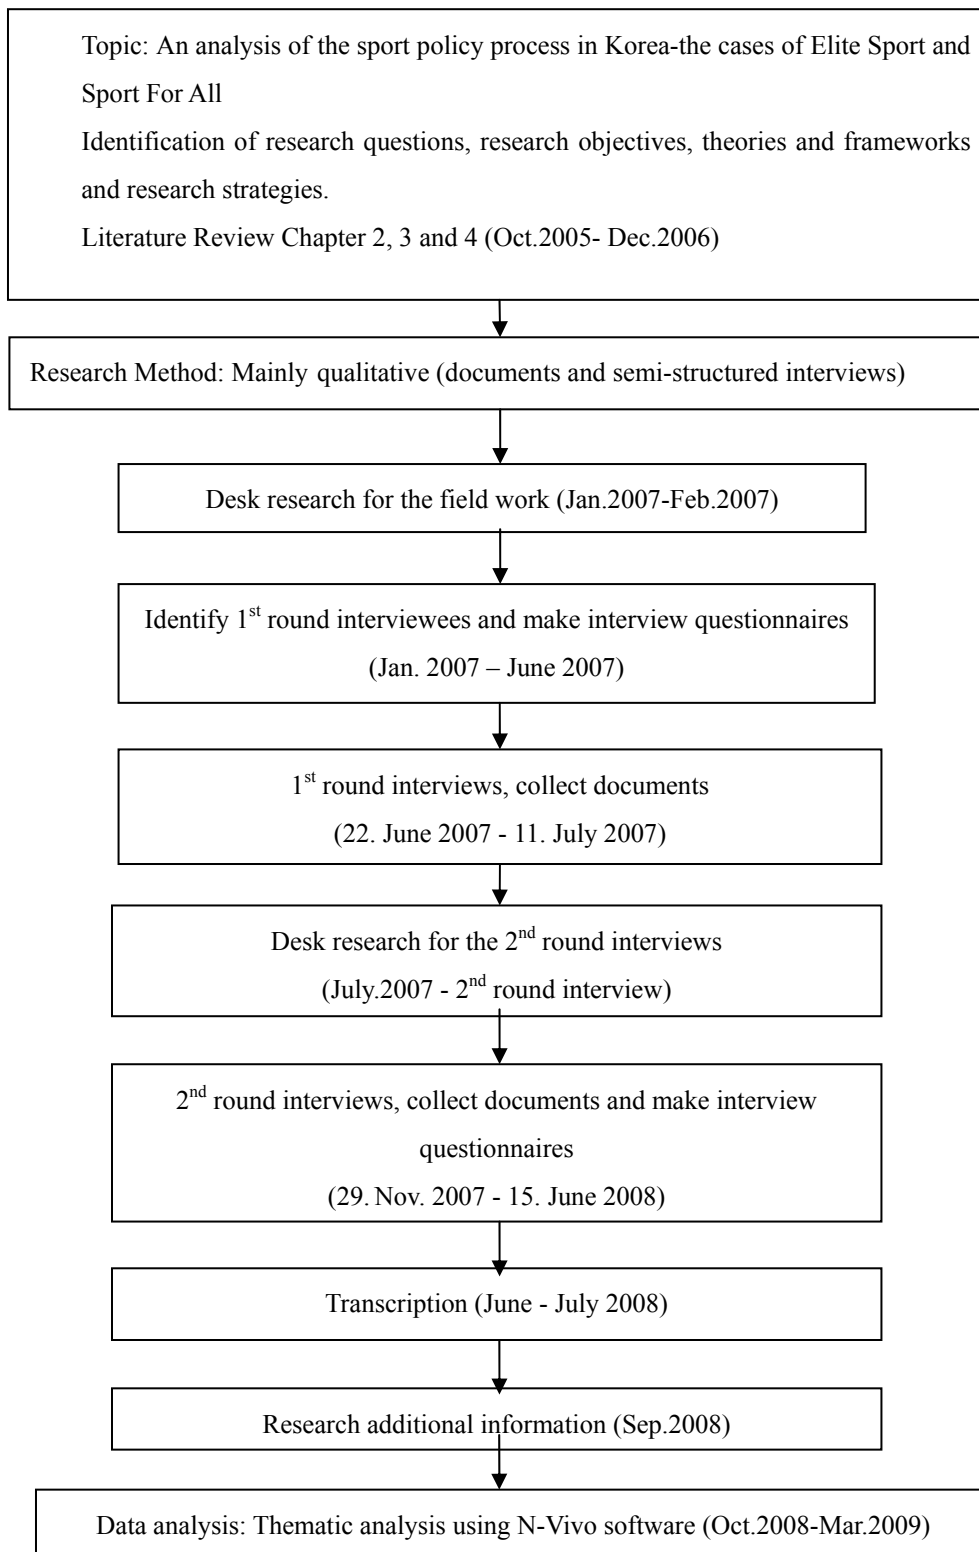 Topic: An analysis of the sport policy process in Korea-the cases of Elite Sport and
Sport For All
Identification of research questions, research objectives, theories and frameworks
and research strategies.
Literature Review Chapter 2, 3 and 4 (Oct.2005- Dec.2006)
Research Method: Mainly qualitative (documents and semi-structured interviews)
Desk research for the field work (Jan.2007-Feb.2007)
Identify 1st round interviewees and make interview questionnaires
(Jan. 2007 – June 2007)
1st round interviews, collect documents
(22. June 2007 - 11. July 2007)
Desk research for the 2nd round interviews
(July.2007 - 2nd round interview)
2nd round interviews, collect documents and make interview
questionnaires
(29. Nov. 2007 - 15. June 2008)
Transcription (June - July 2008)
Research additional information (Sep.2008)
Data analysis: Thematic analysis using N-Vivo software (Oct.2008-Mar.2009)